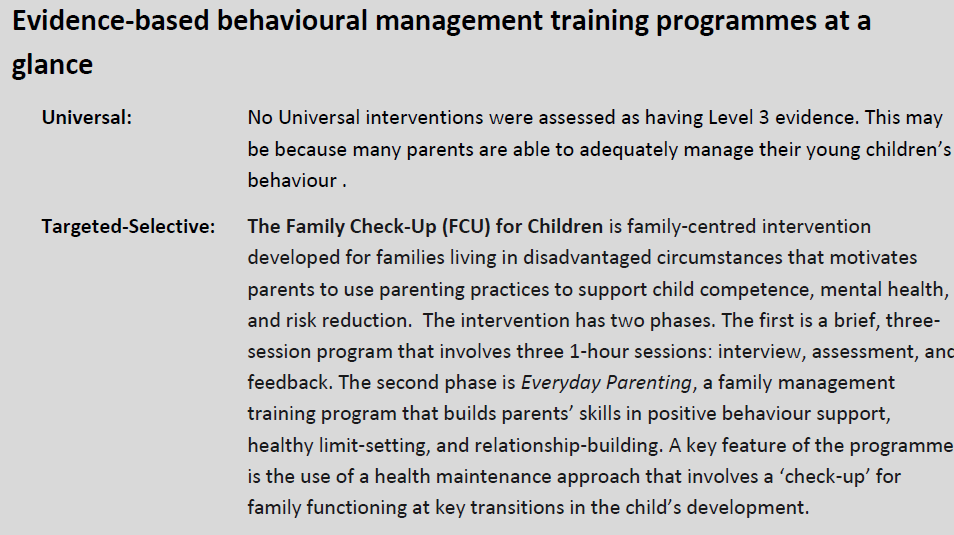 Evidence-based behavioural management training programmes at a
glance
Universal: No Universal interventions were assessed as having Level 3 evidence. This may
be because many parents are able to adequately manage their young children's
behaviour .
Targeted-Selective: The Family Check-Up (FCU) for Children is family-centred intervention
developed for families living in disadvantaged circumstances that motivates
parents to use parenting practices to support child competence, mental health,
and risk reduction.  The intervention has two phases. The first is a brief, three-
session program that involves three 1-hour sessions: interview, assessment, and
feedback. The second phase is Everyday Parenting, a family management
training program that builds parents' skills in positive behaviour support,
healthy limit-setting, and relationship-building. A key feature of the programme
is the use of a health maintenance approach that involves a 'check-up' for
family functioning at key transitions in the child's development.